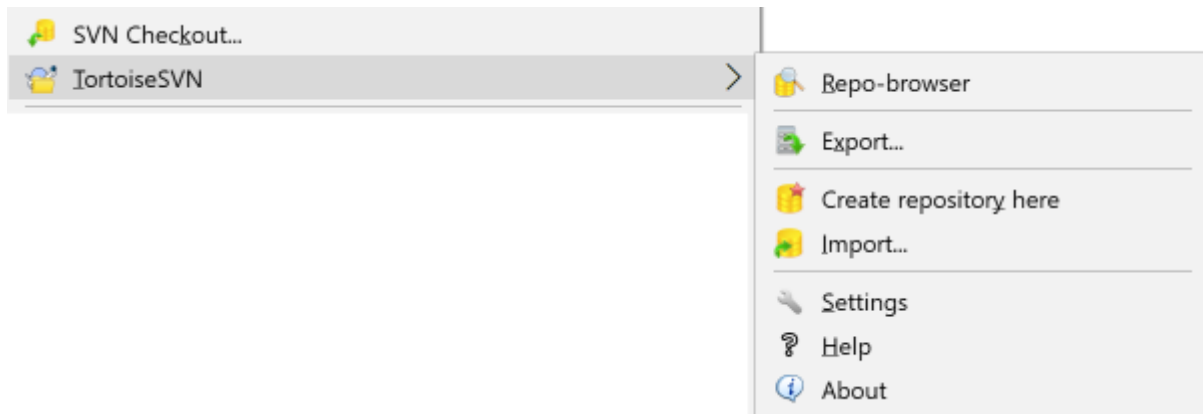 SVN Checkout...
TortoiseSVN
Repo-browser
Export...
Create repository here
Import...
Settings
Help
About